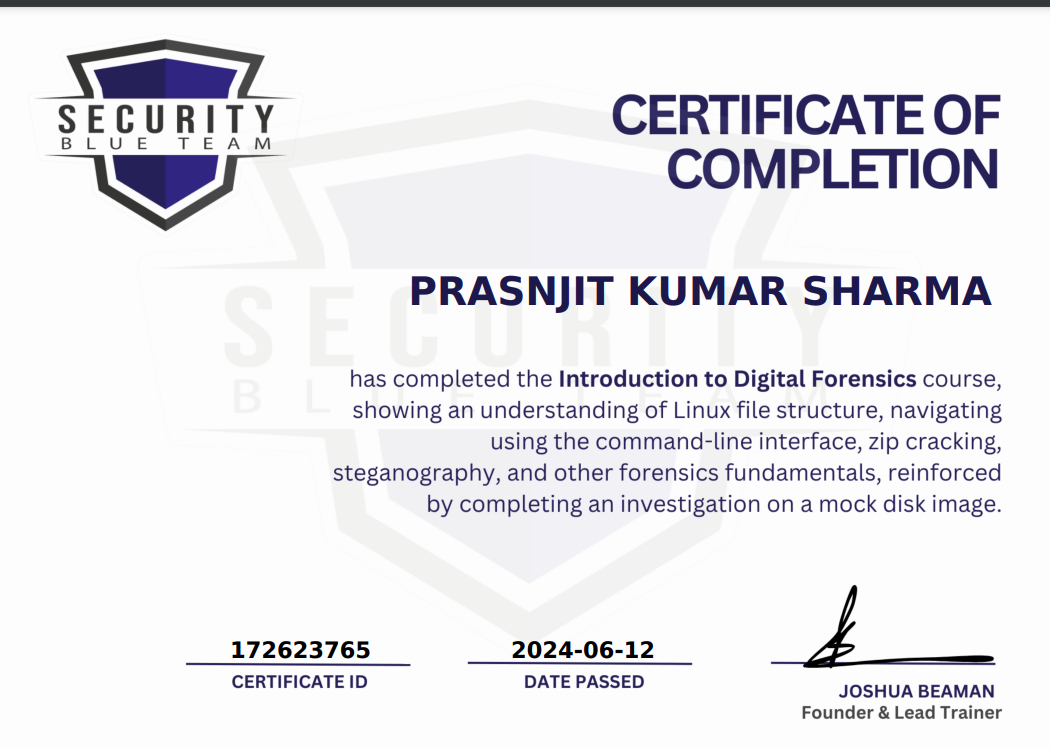 SECURITY
BLUE TEAM
CERTIFICATE OF
COMPLETION
PRASNJIT KUMAR SHARMA
SECURITY
BLUE TEAM
has completed the Introduction to Digital Forensics course,
showing an understanding of Linux file structure, navigating
using the command-line interface, zip cracking,
steganography, and other forensics fundamentals, reinforced
by completing an investigation on a mock disk image.
172623765
CERTIFICATE ID
2024-06-12
DATE PASSED
JOSHUA BEAMAN
Founder & Lead Trainer